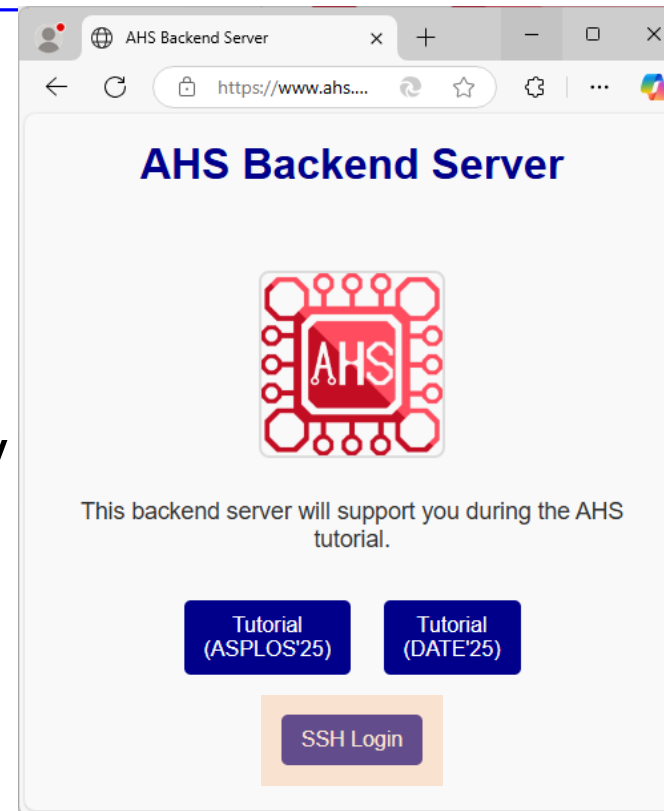 AHS Backend Server
https://www.ahs....
AHS Backend Server
AHS
This backend server will support you during the AHS
tutorial.
Tutorial
(ASPLOS'25)
Tutorial
(DATE'25)
SSH Login